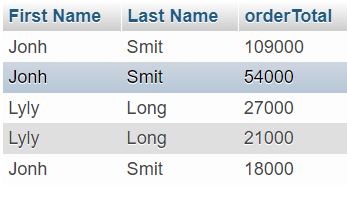 First Name Last Name orderTotal
Jonh Smit 109000
Jonh Smit 54000
Lyly Long 27000
Lyly Long 21000
Jonh Smit 18000